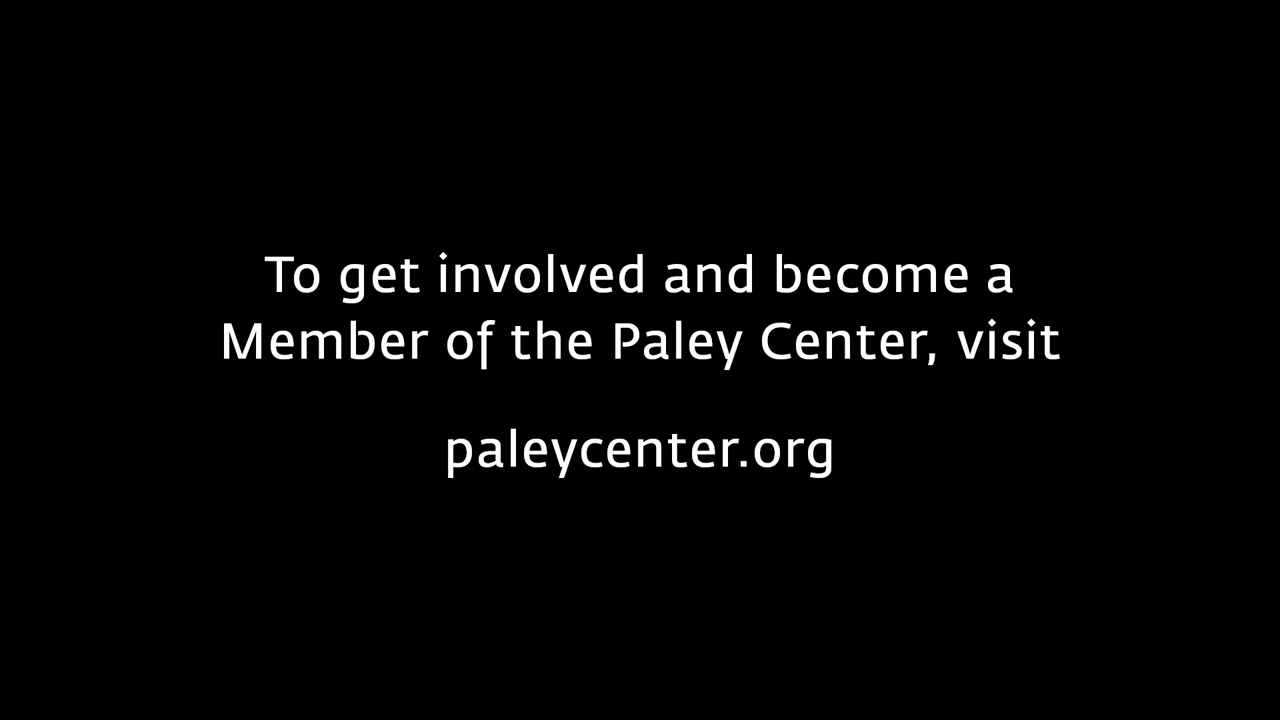 To get involved and become a
Member of the Paley Center, visit
paleycenter.org